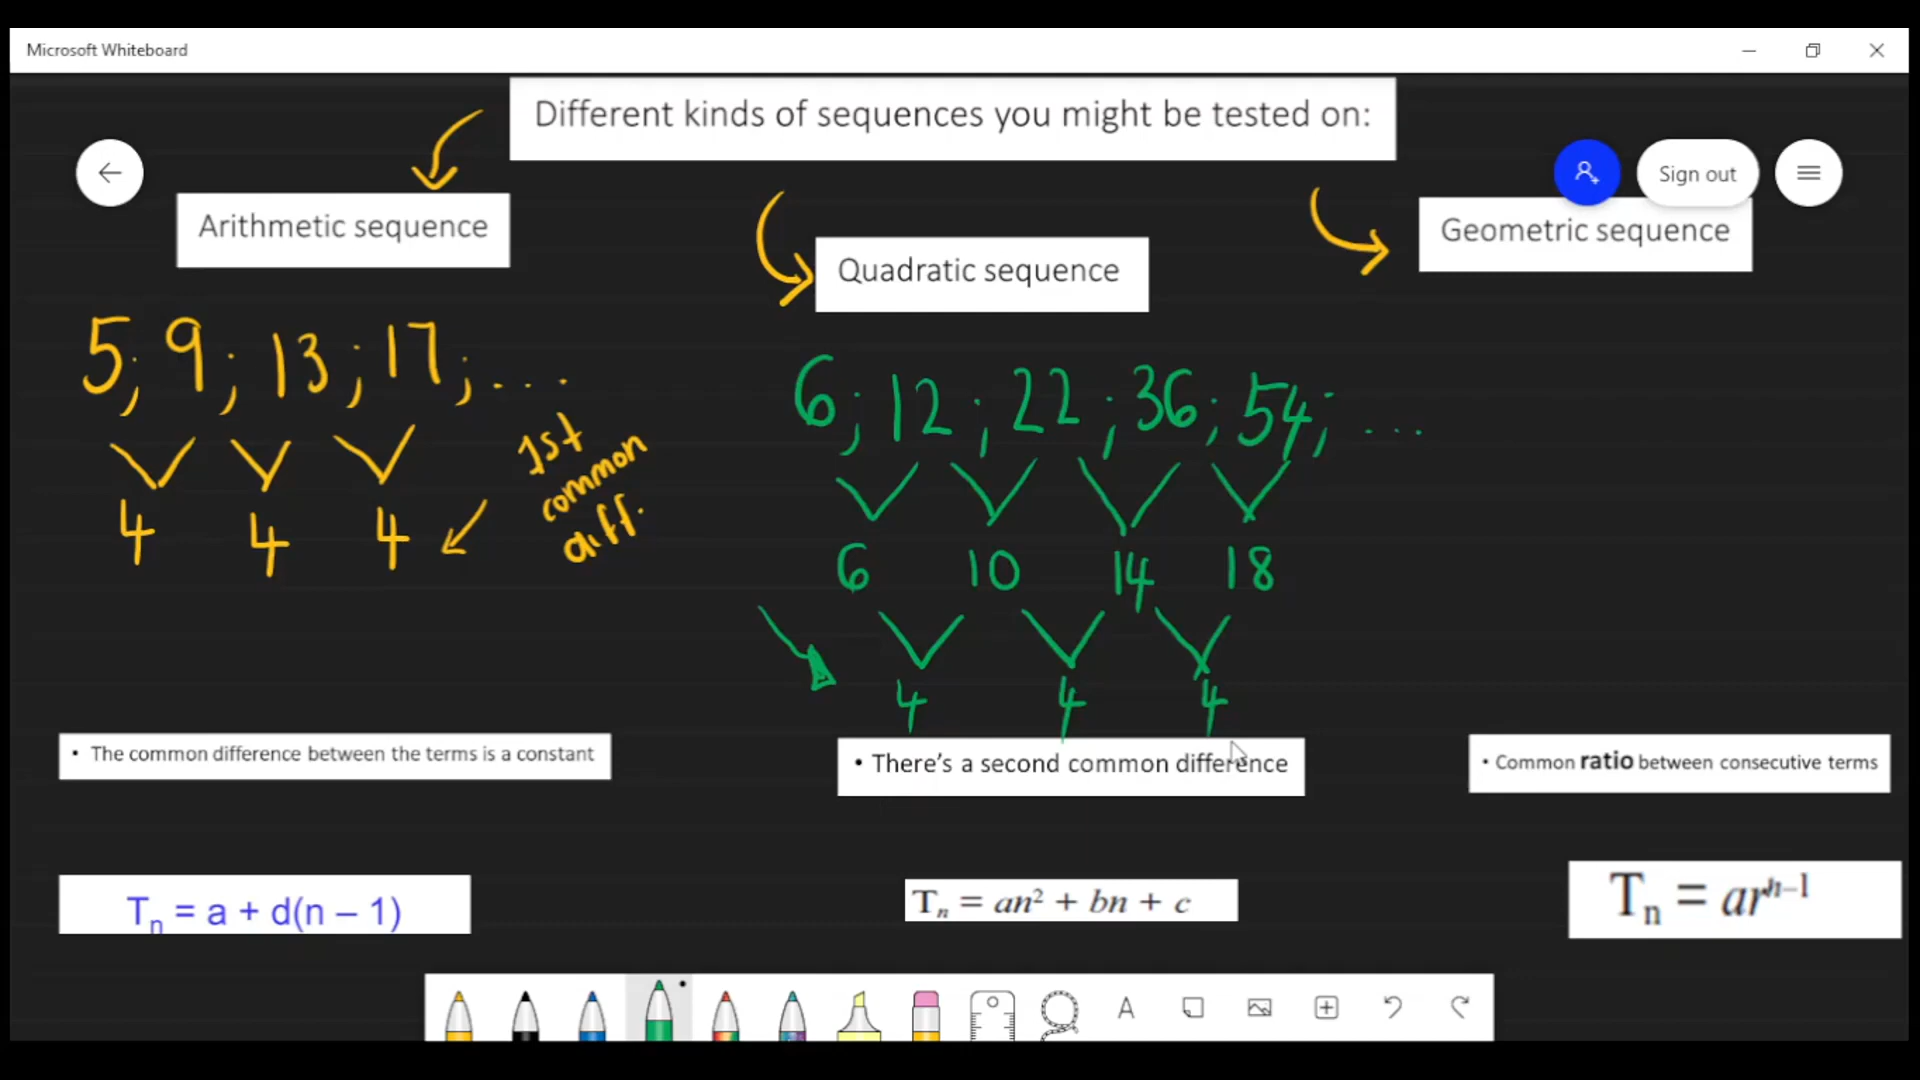 Microsoft Whiteboard
Different kinds of sequences you might be tested on:
Sign out
Arithmetic sequence
Quadratic sequence
Geometric sequence
5; 9; 13; 17; ...
4 4 4
1st
common
diff.
6; 12; 22; 36; 54; ...
6 10 14 18
4 4 4
• The common difference between the terms is a constant
• There's a second common difference
• Common ratio between consecutive terms
Tₙ = a + d(n – 1)
Tₙ = an² + bn + c
Tₙ = arⁿ⁻¹